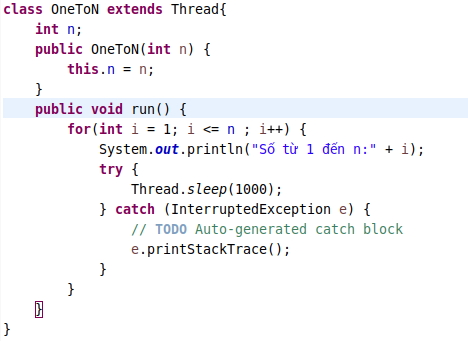 class OneToN extends Thread{
    int n;
    public OneToN(int n) {
        this.n = n;
    }
    public void run() {
        for(int i = 1; i <= n ; i++) {
            System.out.println("Số từ 1 đến n:" + i);
            try {
                Thread.sleep(1000);
            } catch (InterruptedException e) {
                // TODO Auto-generated catch block
                e.printStackTrace();
            }
        }
    }
}